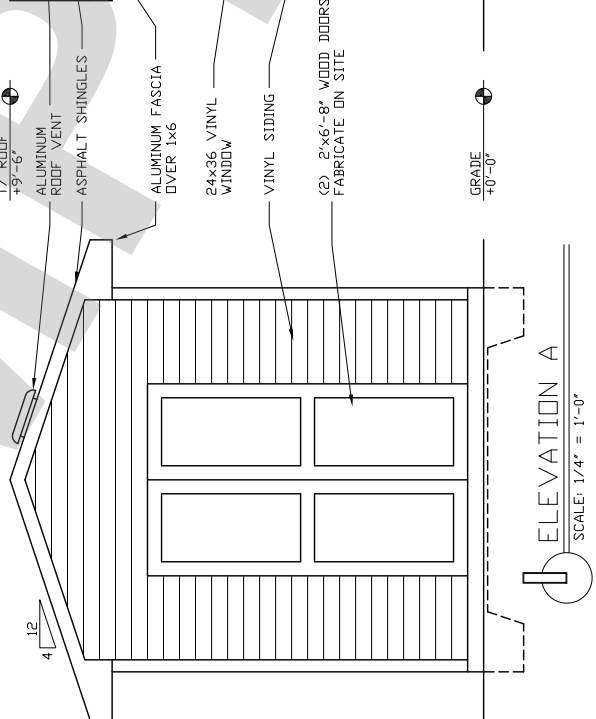 T/ ROOF
+9'-6"
ALUMINUM
ROOF VENT
ASPHALT SHINGLES
ALUMINUM FASCIA
OVER 1x6
24x36 VINYL
WINDOW
VINYL SIDING
(2) 2'x6'-8" WOOD DOORS
FABRICATE ON SITE
GRADE
+0'-0"
12
4
ELEVATION A
SCALE: 1/4" = 1'-0"